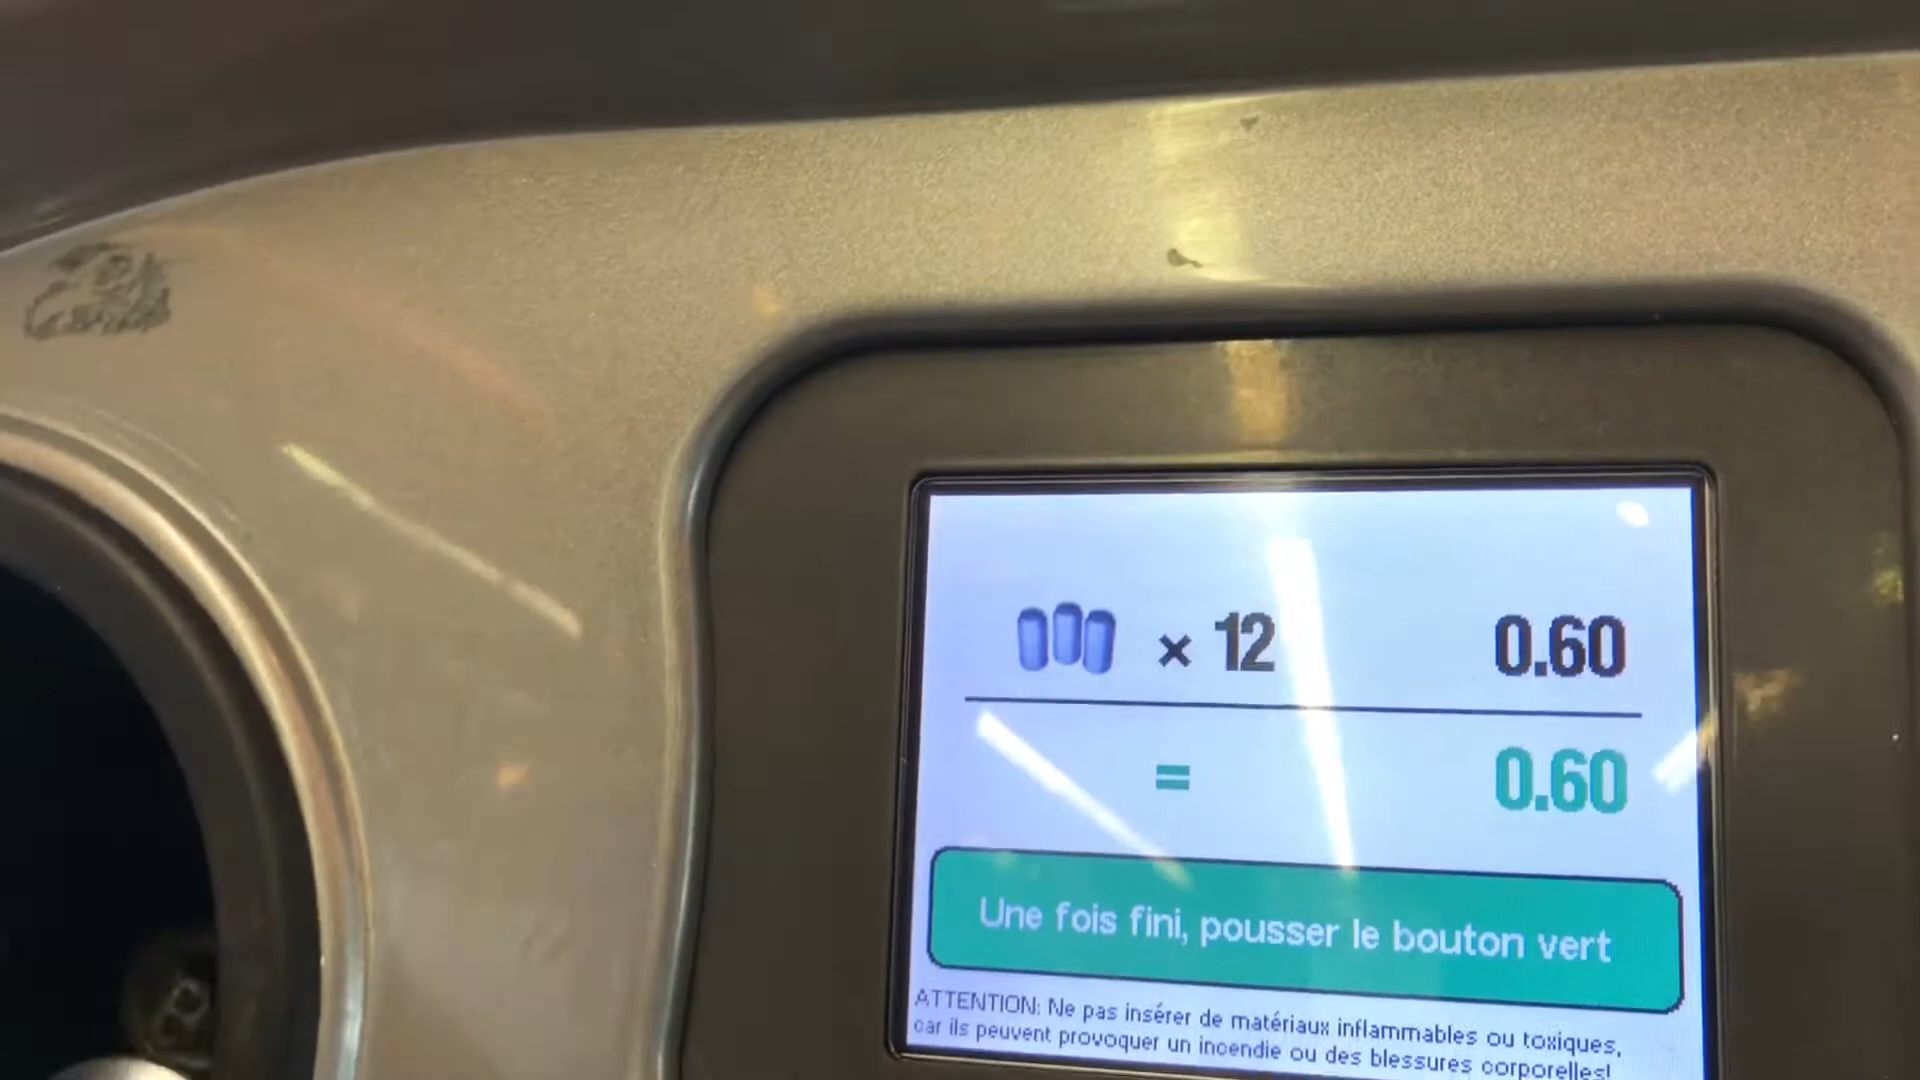 × 12 0.60
= 0.60
Une fois fini, pousser le bouton vert
ATTENTION: Ne pas insérer de matériaux inflammables ou toxiques,
car ils peuvent provoquer un incendie ou des blessures corporelles!